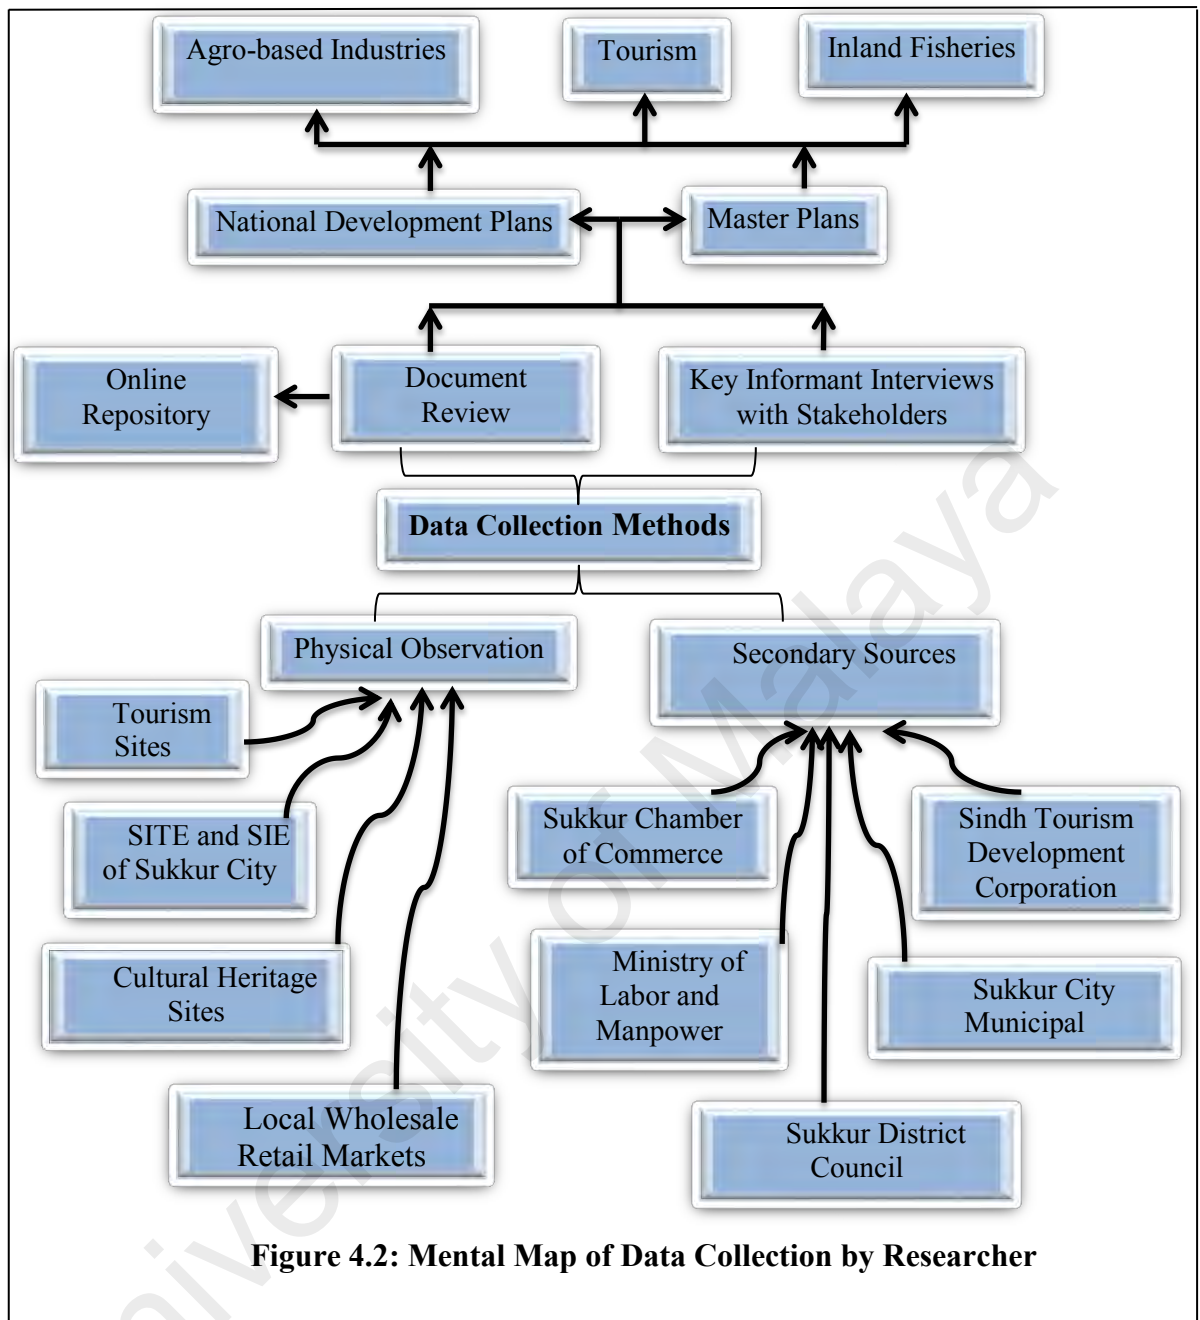 Agro-based Industries
Tourism
Inland Fisheries
National Development Plans
Master Plans
Online
Repository
Document
Review
Key Informant Interviews
with Stakeholders
Data Collection Methods
Physical Observation
Secondary Sources
Tourism
Sites
SITE and SIE
of Sukkur City
Cultural Heritage
Sites
Local Wholesale
Retail Markets
Sukkur Chamber
of Commerce
Sindh Tourism
Development
Corporation
Ministry of
Labor and
Manpower
Sukkur City
Municipal
Sukkur District
Council
Figure 4.2: Mental Map of Data Collection by Researcher
University of Malaya